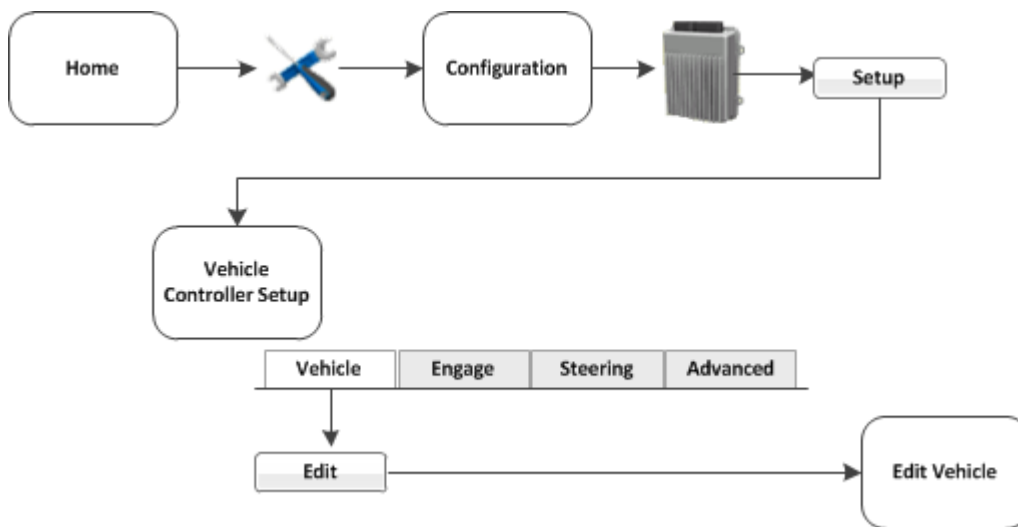 Home
Configuration
Setup
Vehicle
Controller Setup
Vehicle Engage Steering Advanced
Edit
Edit Vehicle